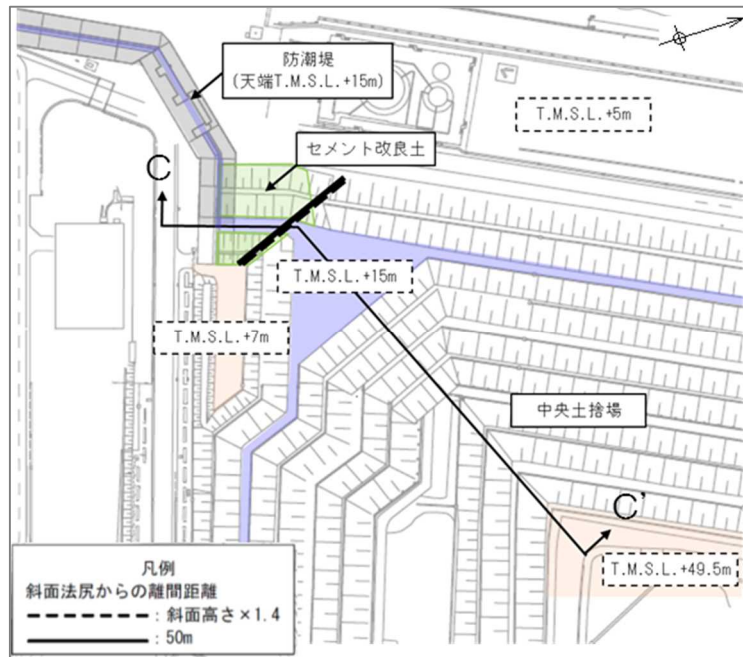 防潮堤
(天端T.M.S.L.+15m)
T.M.S.L.+5m
セメント改良土
C
T.M.S.L.+15m
T.M.S.L.+7m
中央土捨場
C'
T.M.S.L.+49.5m
凡例
斜面法尻からの離間距離
:斜面高さ×1.4
:50m